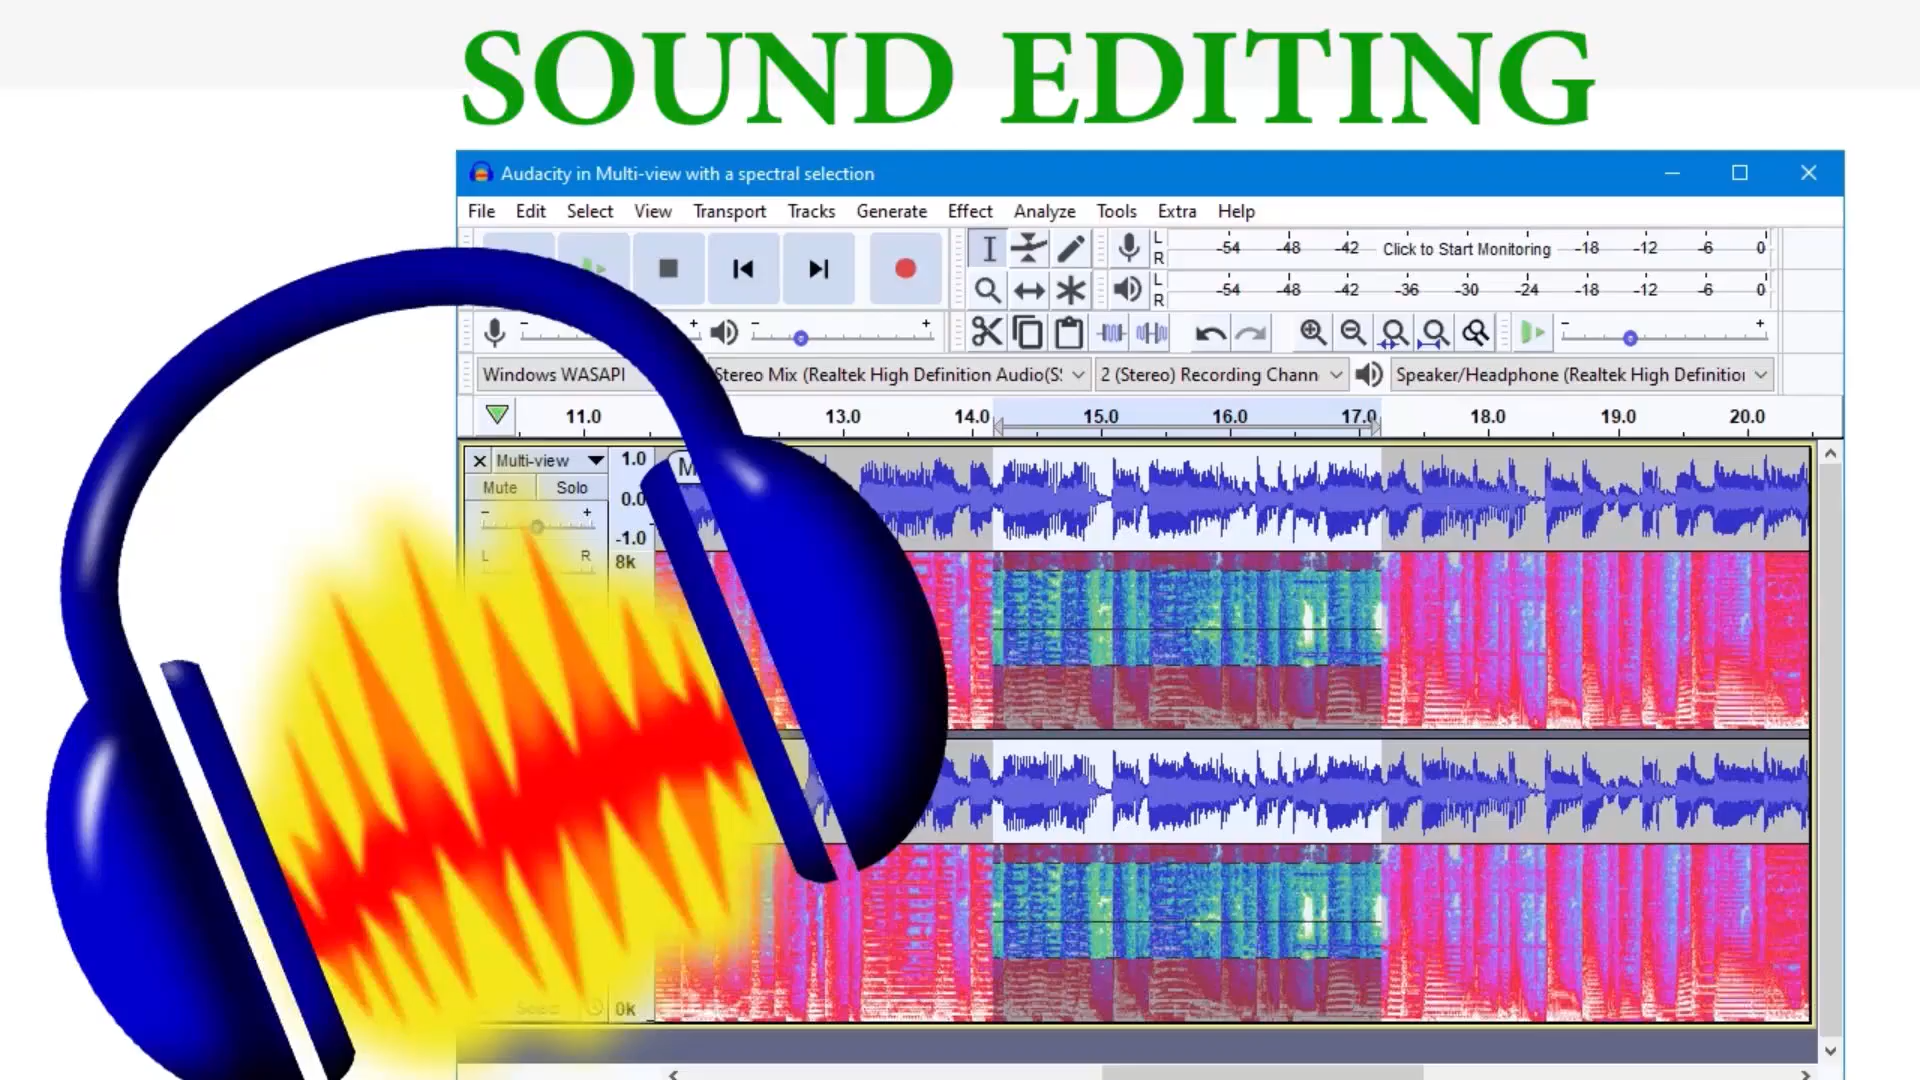 SOUND EDITING
Audacity in Multi-view with a spectral selection
File Edit Select View Transport Tracks Generate Effect Analyze Tools Extra Help
L -54 -48 -42 Click to Start Monitoring -18 -12 -6 0
R
L -54 -48 -42 -36 -30 -24 -18 -12 -6 0
R
- + - + - +
Windows WASAPI Stereo Mix (Realtek High Definition Audio(S 2 (Stereo) Recording Chann Speaker/Headphone (Realtek High Definitio
11.0 13.0 14.0 15.0 16.0 17.0 18.0 19.0 20.0
Multi-view 1.0 M
Mute Solo 0.0
- + -1.0
L R 8k
Select 0k